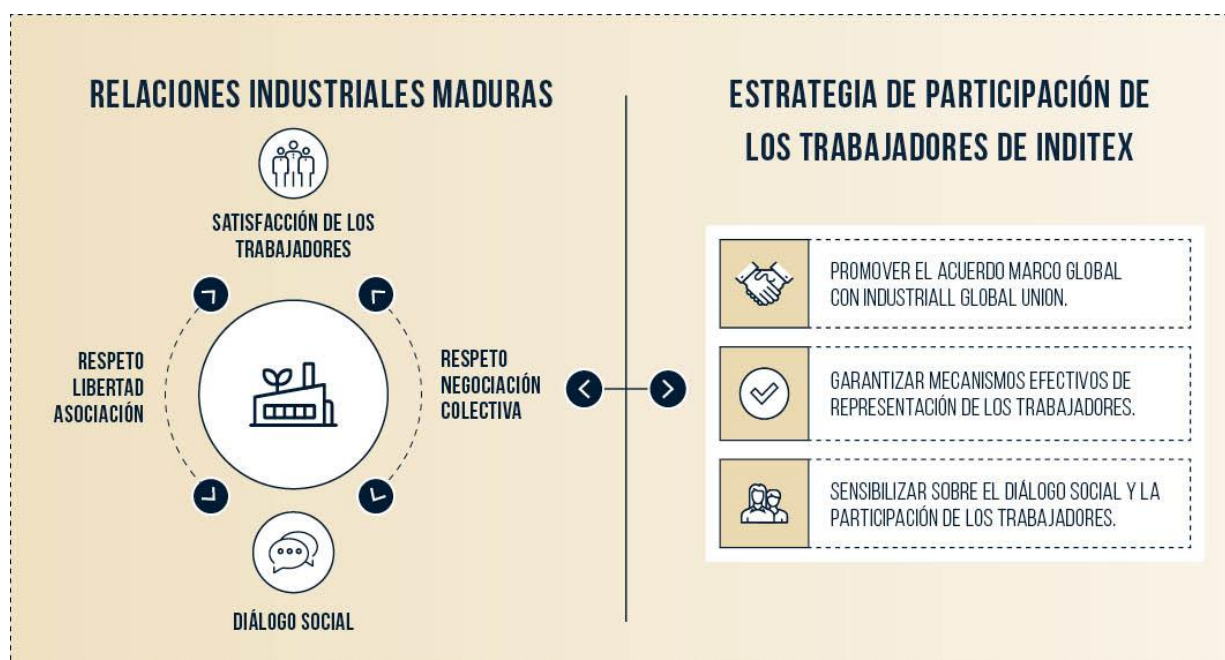 RELACIONES INDUSTRIALES MADURAS
SATISFACCIÓN DE LOS
TRABAJADORES
RESPETO
LIBERTAD
ASOCIACIÓN
RESPETO
NEGOCIACIÓN
COLECTIVA
DIÁLOGO SOCIAL
ESTRATEGIA DE PARTICIPACIÓN DE
LOS TRABAJADORES DE INDITEX
PROMOVER EL ACUERDO MARCO GLOBAL
CON INDUSTRIALL GLOBAL UNION.
GARANTIZAR MECANISMOS EFECTIVOS DE
REPRESENTACIÓN DE LOS TRABAJADORES.
SENSIBILIZAR SOBRE EL DIÁLOGO SOCIAL Y LA
PARTICIPACIÓN DE LOS TRABAJADORES.